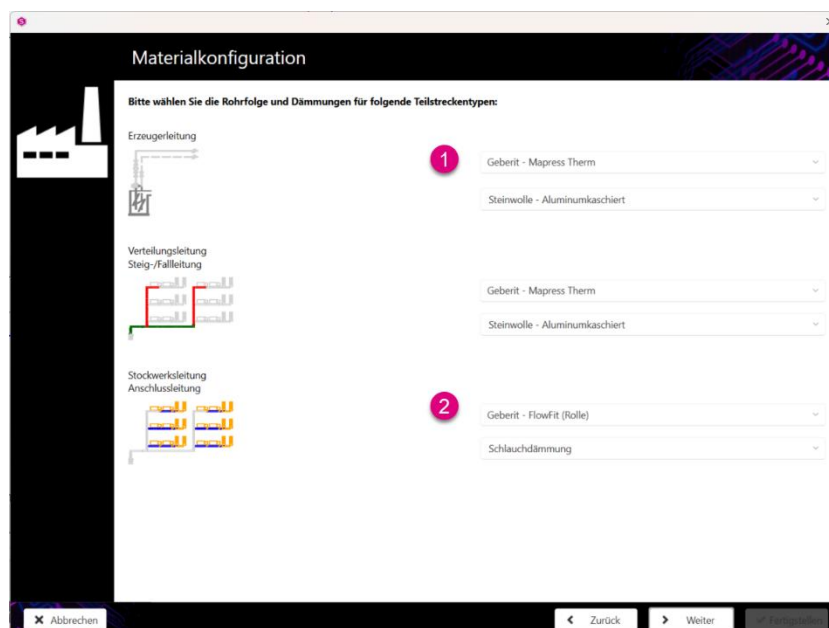 Materialkonfiguration
Bitte wählen Sie die Rohrfolge und Dämmungen für folgende Teilstreckentypen:
Erzeugerleitung
1
Geberit - Mapress Therm
Steinwolle - Aluminumkaschiert
Verteilungsleitung
Steig-/Fallleitung
Geberit - Mapress Therm
Steinwolle - Aluminumkaschiert
Stockwerksleitung
Anschlussleitung
2
Geberit - FlowFit (Rolle)
Schlauchdämmung
Abbrechen
Zurück
Weiter
Fertigstellen